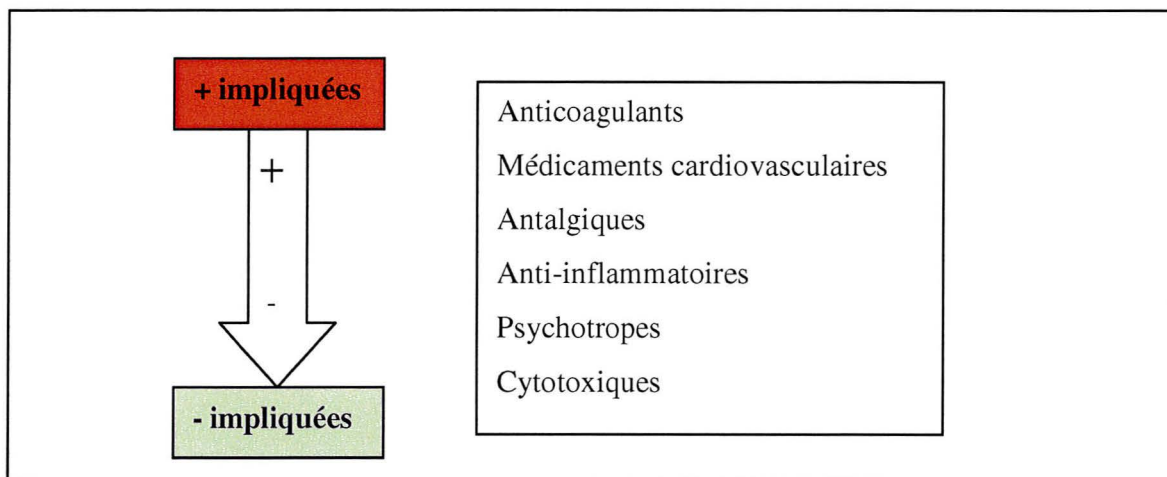 + impliquées
+
-
- impliquées
Anticoagulants
Médicaments cardiovasculaires
Antalgiques
Anti-inflammatoires
Psychotropes
Cytotoxiques